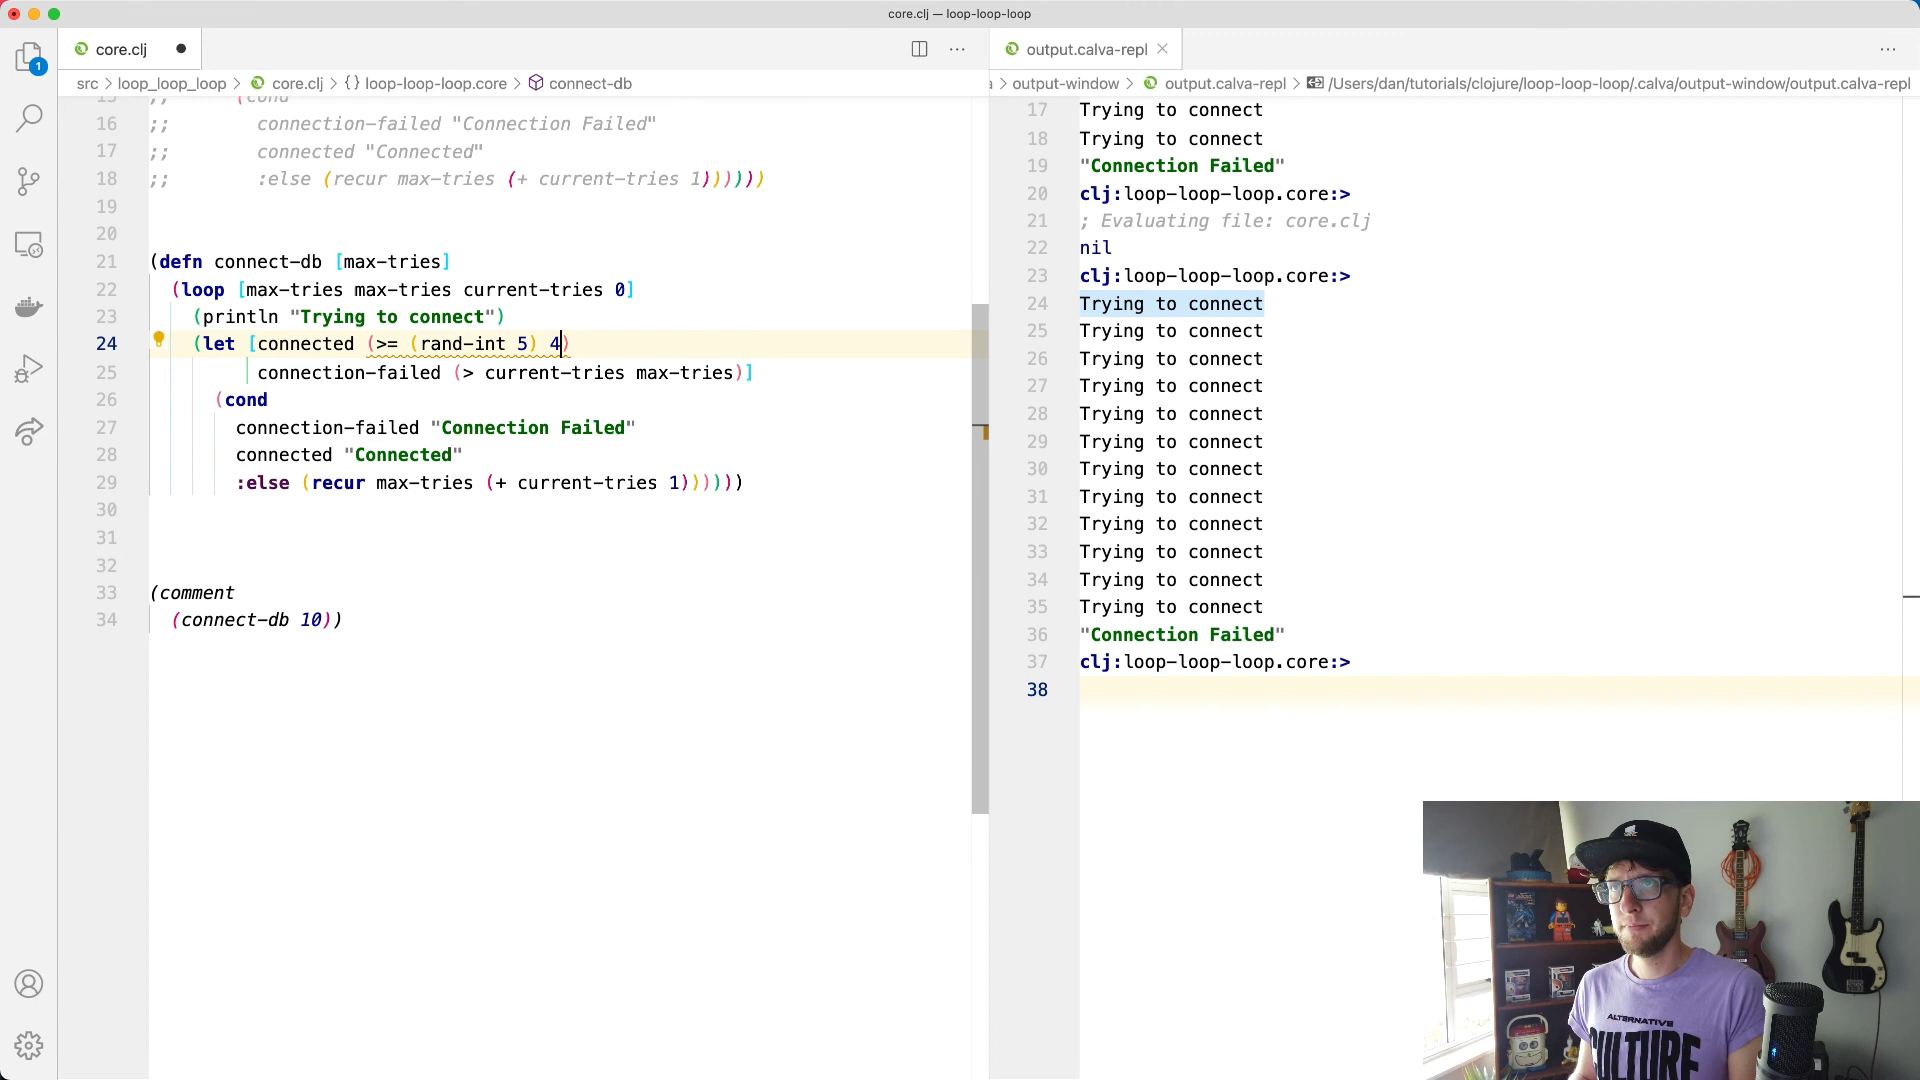 core.clj — loop-loop-loop
core.clj
output.calva-repl
src > loop_loop_loop > core.clj > {} loop-loop-loop.core > connect-db
output-window > output.calva-repl > /Users/dan/tutorials/clojure/loop-loop-loop/.calva/output-window/output.calva-repl
1
15 ;; (cond
16 ;; connection-failed "Connection Failed"
17 ;; connected "Connected"
18 ;; :else (recur max-tries (+ current-tries 1))))))
19
20
21 (defn connect-db [max-tries]
22 (loop [max-tries max-tries current-tries 0]
23 (println "Trying to connect")
24 (let [connected (>= (rand-int 5) 4)
25 connection-failed (> current-tries max-tries)]
26 (cond
27 connection-failed "Connection Failed"
28 connected "Connected"
29 :else (recur max-tries (+ current-tries 1))))))
30
31
32
33 (comment
34 (connect-db 10))
17 Trying to connect
18 Trying to connect
19 "Connection Failed"
20 clj:loop-loop-loop.core:>
21 ; Evaluating file: core.clj
22 nil
23 clj:loop-loop-loop.core:>
24 Trying to connect
25 Trying to connect
26 Trying to connect
27 Trying to connect
28 Trying to connect
29 Trying to connect
30 Trying to connect
31 Trying to connect
32 Trying to connect
33 Trying to connect
34 Trying to connect
35 Trying to connect
36 "Connection Failed"
37 clj:loop-loop-loop.core:>
38
ALTERNATIVE
CULTURE